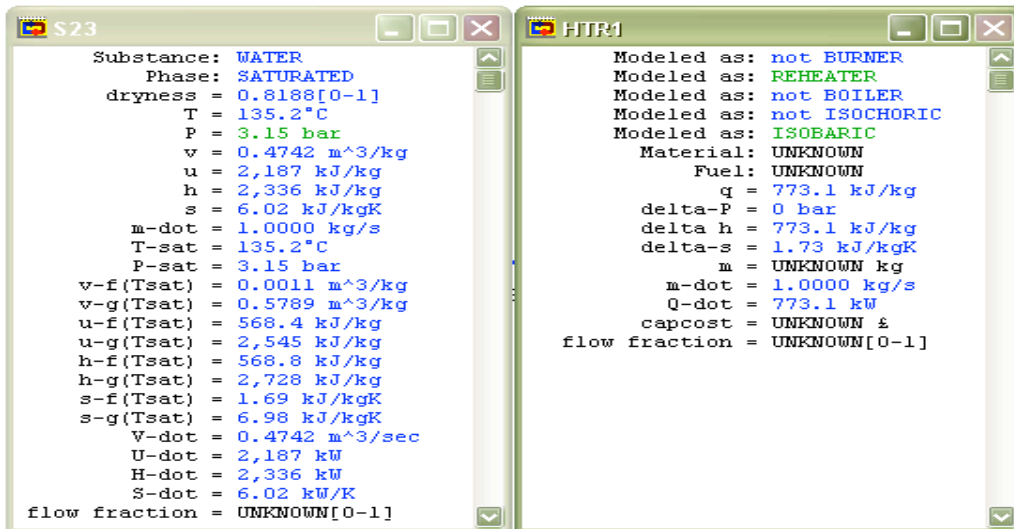 S23
Substance: WATER
Phase: SATURATED
dryness = 0.8188[0-1]
T = 135.2°C
P = 3.15 bar
v = 0.4742 m^3/kg
u = 2,187 kJ/kg
h = 2,336 kJ/kg
s = 6.02 kJ/kgK
m-dot = 1.0000 kg/s
T-sat = 135.2°C
P-sat = 3.15 bar
v-f(Tsat) = 0.0011 m^3/kg
v-g(Tsat) = 0.5789 m^3/kg
u-f(Tsat) = 568.4 kJ/kg
u-g(Tsat) = 2,545 kJ/kg
h-f(Tsat) = 568.8 kJ/kg
h-g(Tsat) = 2,728 kJ/kg
s-f(Tsat) = 1.69 kJ/kgK
s-g(Tsat) = 6.98 kJ/kgK
V-dot = 0.4742 m^3/sec
U-dot = 2,187 kW
H-dot = 2,336 kW
S-dot = 6.02 kW/K
flow fraction = UNKNOWN[0-1]
HTR1
Modeled as: not BURNER
Modeled as: REHEATER
Modeled as: not BOILER
Modeled as: not ISOCHORIC
Modeled as: ISOBARIC
Material: UNKNOWN
Fuel: UNKNOWN
q = 773.1 kJ/kg
delta-P = 0 bar
delta h = 773.1 kJ/kg
delta-s = 1.73 kJ/kgK
m = UNKNOWN kg
m-dot = 1.0000 kg/s
Q-dot = 773.1 kW
capcost = UNKNOWN £
flow fraction = UNKNOWN[0-1]